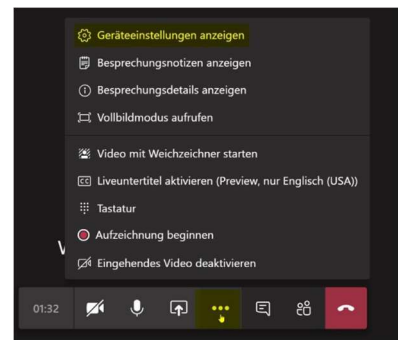 Geräteeinstellungen anzeigen
Besprechungsnotizen anzeigen
Besprechungsdetails anzeigen
Vollbildmodus aufrufen
Video mit Weichzeichner starten
CC Liveuntertitel aktivieren (Preview, nur Englisch (USA))
Tastatur
Aufzeichnung beginnen
Eingehendes Video deaktivieren
01:32